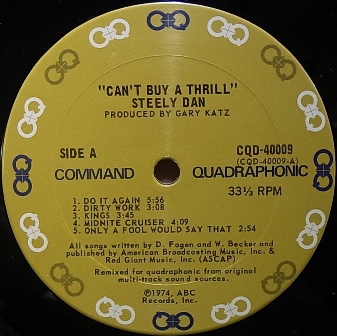 "CAN'T BUY A THRILL"
STEELY DAN
PRODUCED BY GARY KATZ
SIDE A
CQD-40009
(CQD-40009-A)
COMMAND QUADRAPHONIC
33⅓ RPM
1. DO IT AGAIN 5:56
2. DIRTY WORK 3:08
3. KINGS 3:45
4. MIDNITE CRUISER 4:09
5. ONLY A FOOL WOULD SAY THAT 2:54
All songs written by D. Fagen and W. Becker and
published by American Broadcasting Music, Inc. &
Red Giant Music, Inc. (ASCAP)
Remixed for quadraphonic from original
multi-track sound sources.
℗1974, ABC
Records, Inc.